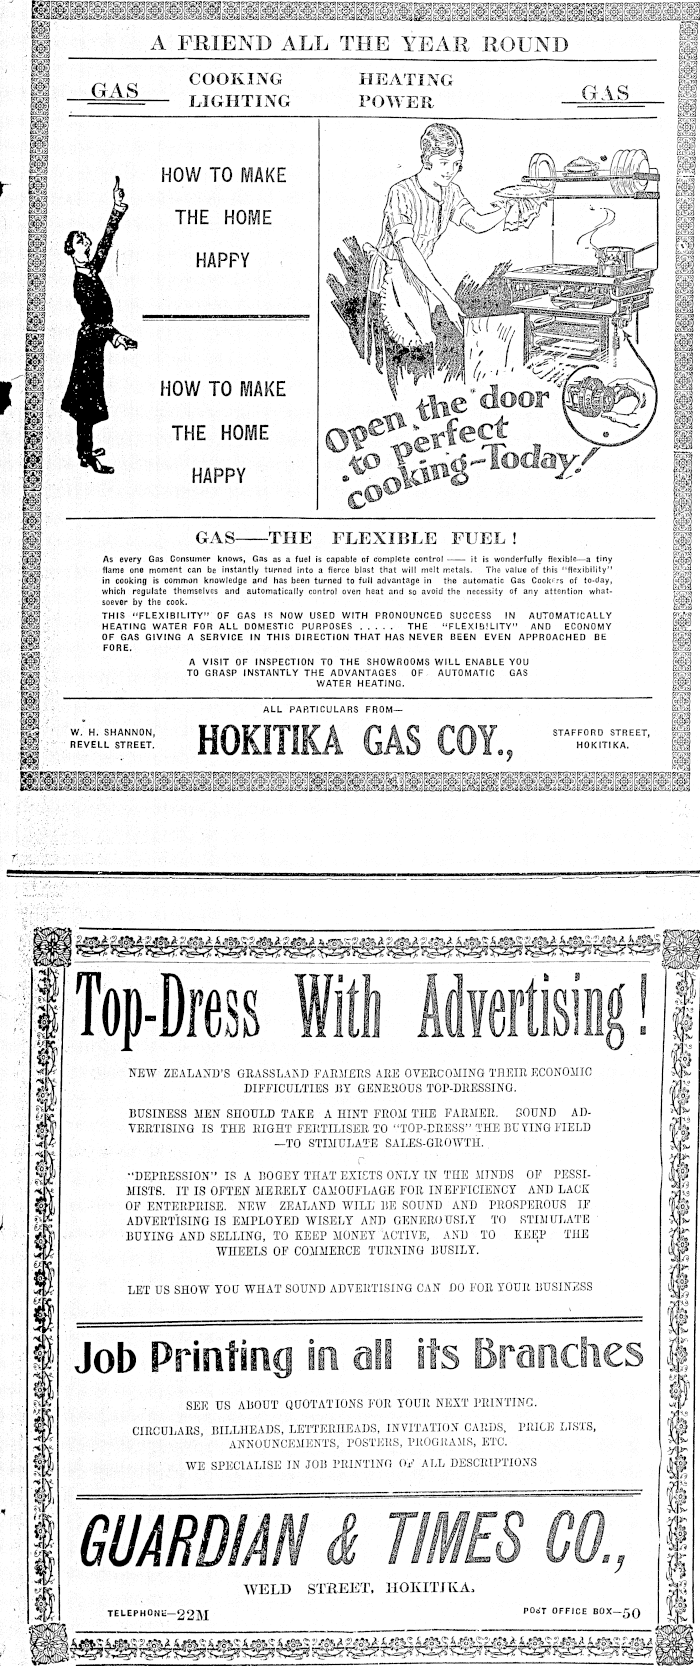 A FRIEND ALL THE YEAR ROUND
GAS
COOKING
LIGHTING
HEATING
POWER
GAS
HOW TO MAKE
THE HOME
HAPPY
HOW TO MAKE
THE HOME
HAPPY
Open the door
to perfect
cooking-Today!
GAS—THE FLEXIBLE FUEL!
As every Gas Consumer knows, Gas as a fuel is capable of complete control — it is wonderfully flexible—a tiny
flame one moment can be instantly turned into a fierce blast that will melt metals. The value of this "flexibility"
in cooking is common knowledge and has been turned to full advantage in the automatic Gas Cookers of to-day,
which regulate themselves and automatically control oven heat and so avoid the necessity of any attention what-
soever by the cook.
THIS "FLEXIBILITY" OF GAS IS NOW USED WITH PRONOUNCED SUCCESS IN AUTOMATICALLY
HEATING WATER FOR ALL DOMESTIC PURPOSES . . . . . THE "FLEXIBILITY" AND ECONOMY
OF GAS GIVING A SERVICE IN THIS DIRECTION THAT HAS NEVER BEEN EVEN APPROACHED BE
FORE.
A VISIT OF INSPECTION TO THE SHOWROOMS WILL ENABLE YOU
TO GRASP INSTANTLY THE ADVANTAGES OF AUTOMATIC GAS
WATER HEATING.
ALL PARTICULARS FROM—
W. H. SHANNON,
REVELL STREET.
HOKITIKA GAS COY.,
STAFFORD STREET,
HOKITIKA.
Top-Dress With Advertising!
NEW ZEALAND'S GRASSLAND FARMERS ARE OVERCOMING THEIR ECONOMIC
DIFFICULTIES BY GENEROUS TOP-DRESSING.
BUSINESS MEN SHOULD TAKE A HINT FROM THE FARMER. SOUND AD-
VERTISING IS THE RIGHT FERTILISER TO "TOP-DRESS" THE BUYING FIELD
—TO STIMULATE SALES-GROWTH.
"DEPRESSION" IS A BOGEY THAT EXISTS ONLY IN THE MINDS OF PESSI-
MISTS. IT IS OFTEN MERELY CAMOUFLAGE FOR INEFFICIENCY AND LACK
OF ENTERPRISE. NEW ZEALAND WILL BE SOUND AND PROSPEROUS IF
ADVERTISING IS EMPLOYED WISELY AND GENEROUSLY TO STIMULATE
BUYING AND SELLING, TO KEEP MONEY ACTIVE, AND TO KEEP THE
WHEELS OF COMMERCE TURNING BUSILY.
LET US SHOW YOU WHAT SOUND ADVERTISING CAN DO FOR YOUR BUSINESS
Job Printing in all its Branches
SEE US ABOUT QUOTATIONS FOR YOUR NEXT PRINTING.
CIRCULARS, BILLHEADS, LETTERHEADS, INVITATION CARDS, PRICE LISTS,
ANNOUNCEMENTS, POSTERS, PROGRAMS, ETC.
WE SPECIALISE IN JOB PRINTING OF ALL DESCRIPTIONS
GUARDIAN & TIMES CO.,
WELD STREET, HOKITIKA,
TELEPHONE—22M
POST OFFICE BOX—50